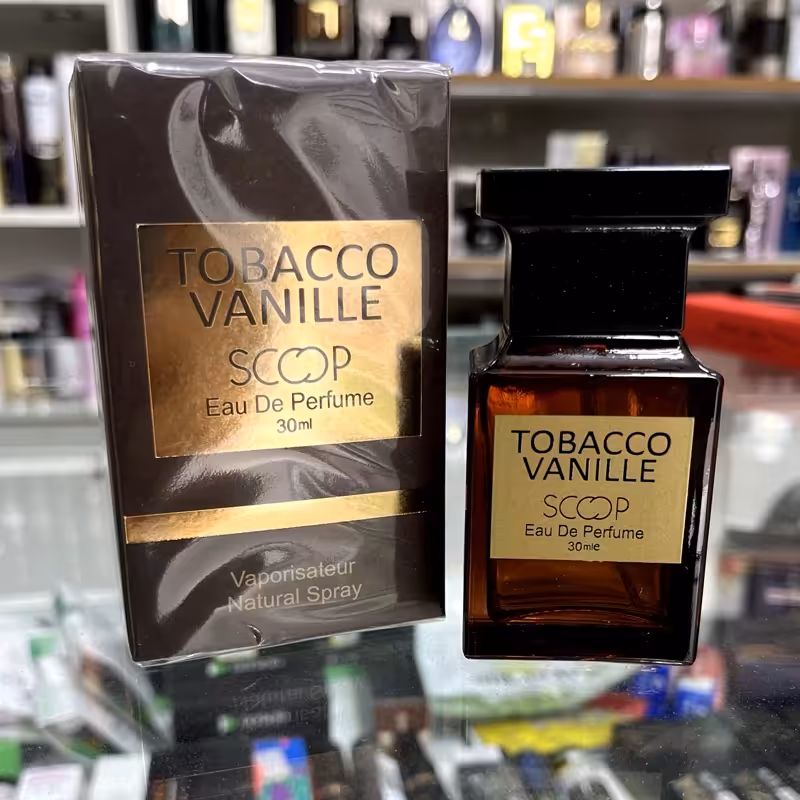 TOBACCO
VANILLE
SCOOP
Eau De Perfume
30ml
Vaporisateur
Natural Spray
TOBACCO
VANILLE
SCOOP
Eau De Perfume
30mle